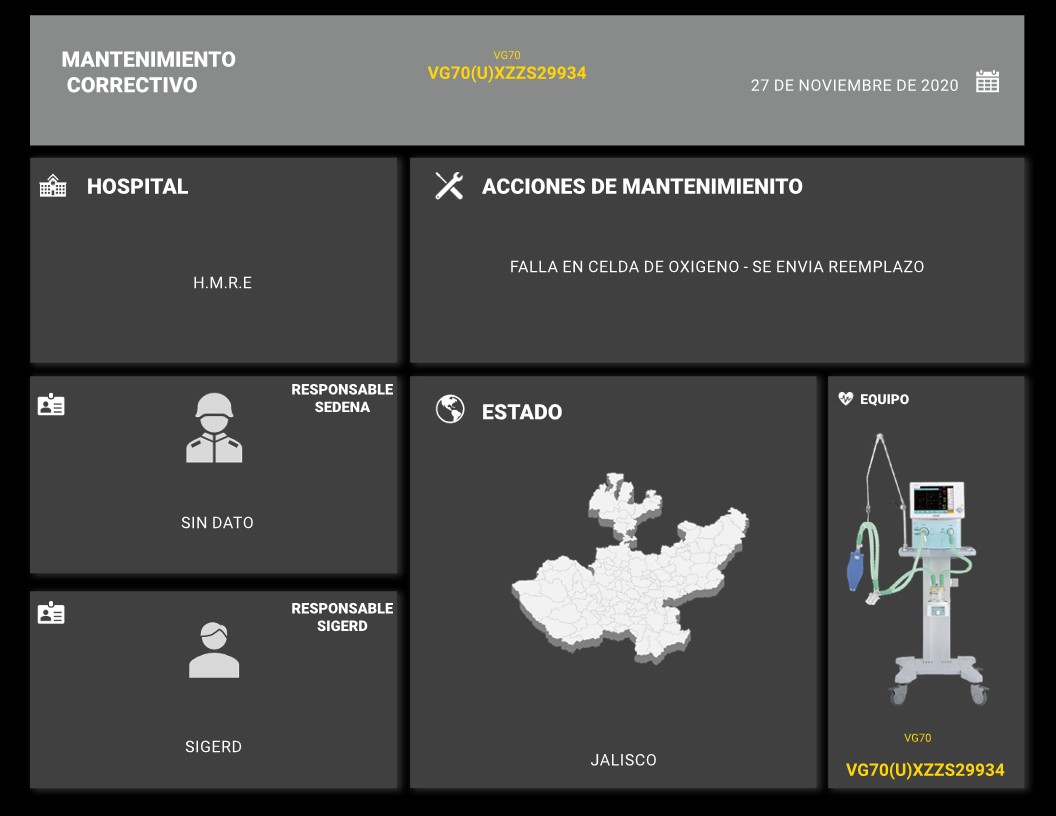 MANTENIMIENTO
CORRECTIVO
VG70
VG70(U)XZZS29934
27 DE NOVIEMBRE DE 2020
HOSPITAL
H.M.R.E
ACCIONES DE MANTENIMIENITO
FALLA EN CELDA DE OXIGENO - SE ENVIA REEMPLAZO
RESPONSABLE
SEDENA
SIN DATO
RESPONSABLE
SIGERD
SIGERD
ESTADO
JALISCO
EQUIPO
VG70
VG70(U)XZZS29934